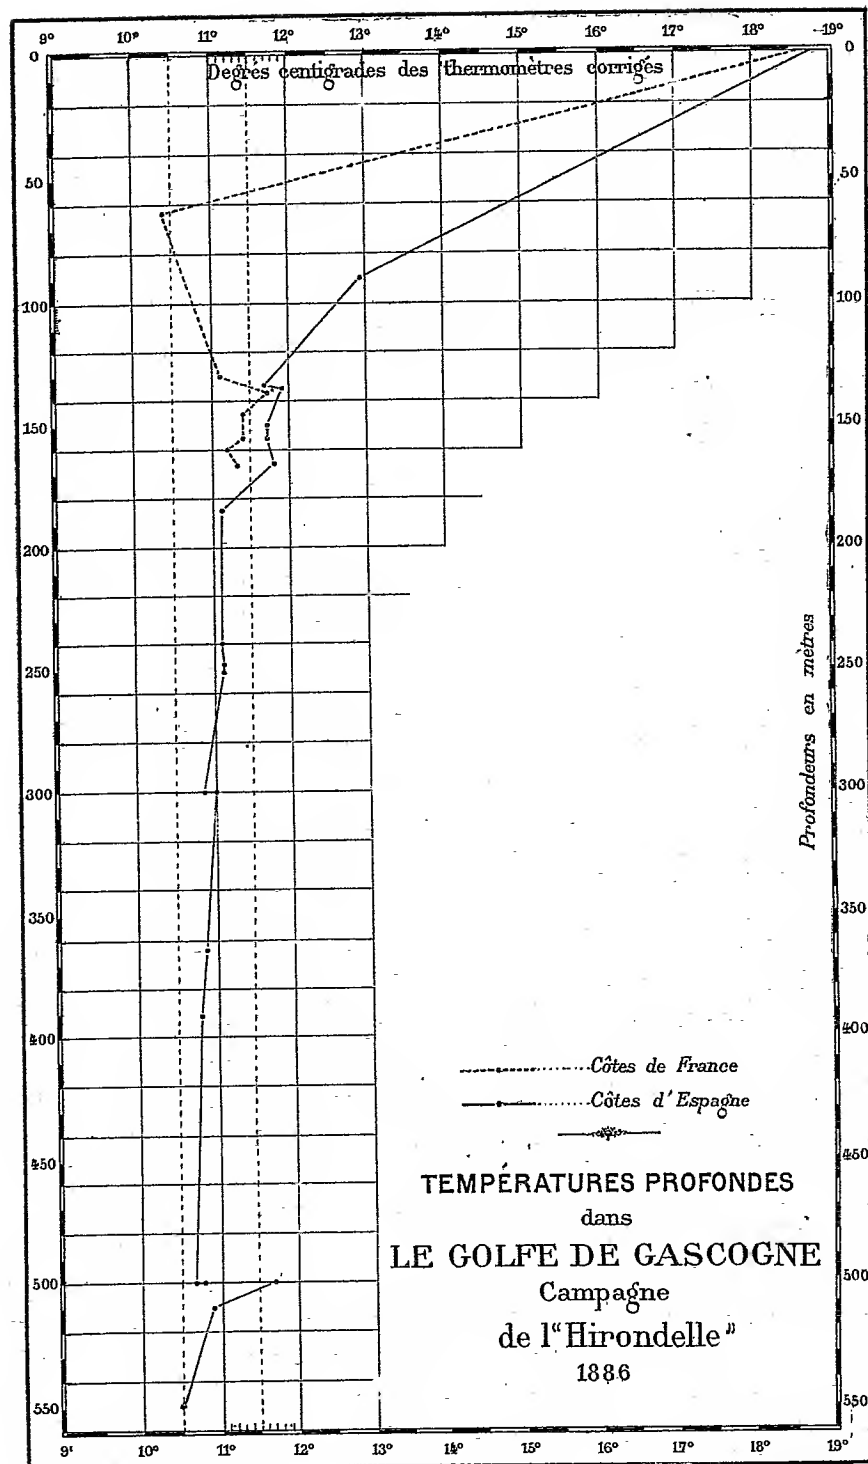 9° 10° 11° 12° 13° 14° 15° 16° 17° 18° 19°
Degrés centigrades des thermomètres corrigés
0 0
50 50
100 100
150 150
200 200
250 250
300 300
350 350
400 400
450 450
500 500
550 550
Profondeurs en mètres
Côtes de France
Côtes d'Espagne
TEMPÉRATURES PROFONDES
dans
LE GOLFE DE GASCOGNE
Campagne
de l'"Hirondelle"
1886
9° 10° 11° 12° 13° 14° 15° 16° 17° 18° 19°